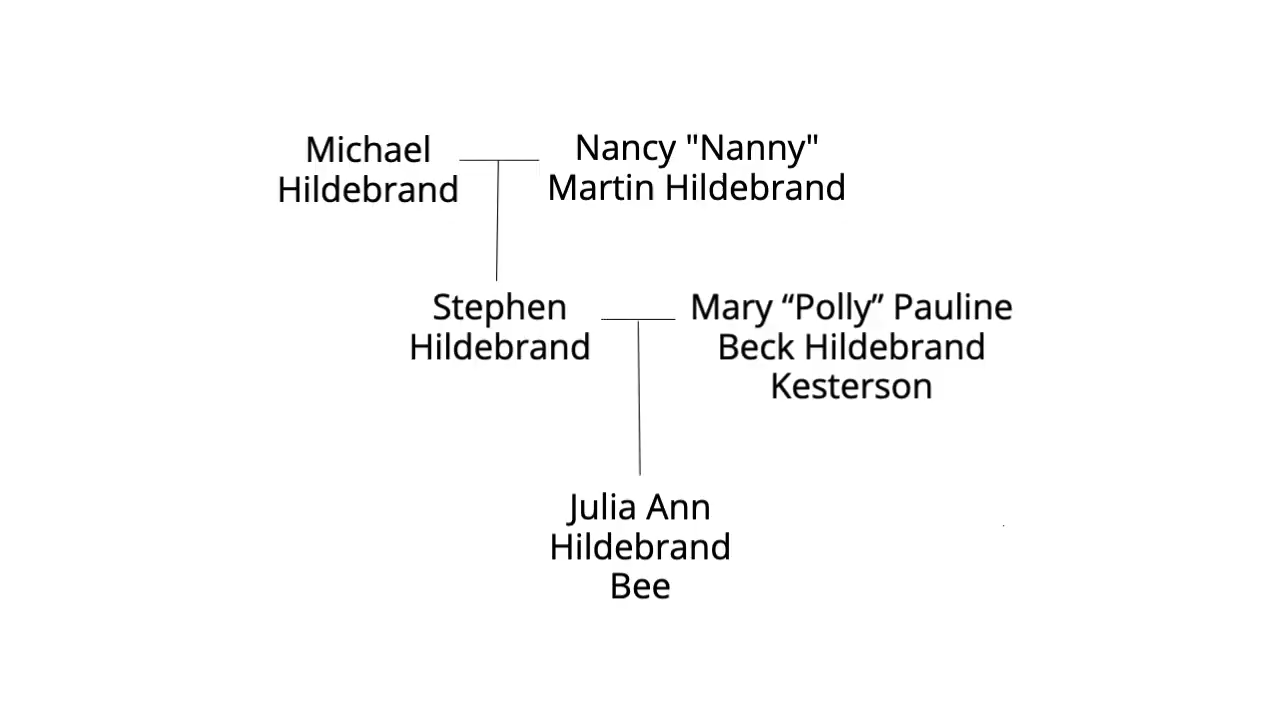 Michael
Hildebrand
Nancy "Nanny"
Martin Hildebrand
Stephen
Hildebrand
Mary “Polly” Pauline
Beck Hildebrand
Kesterson
Julia Ann
Hildebrand
Bee